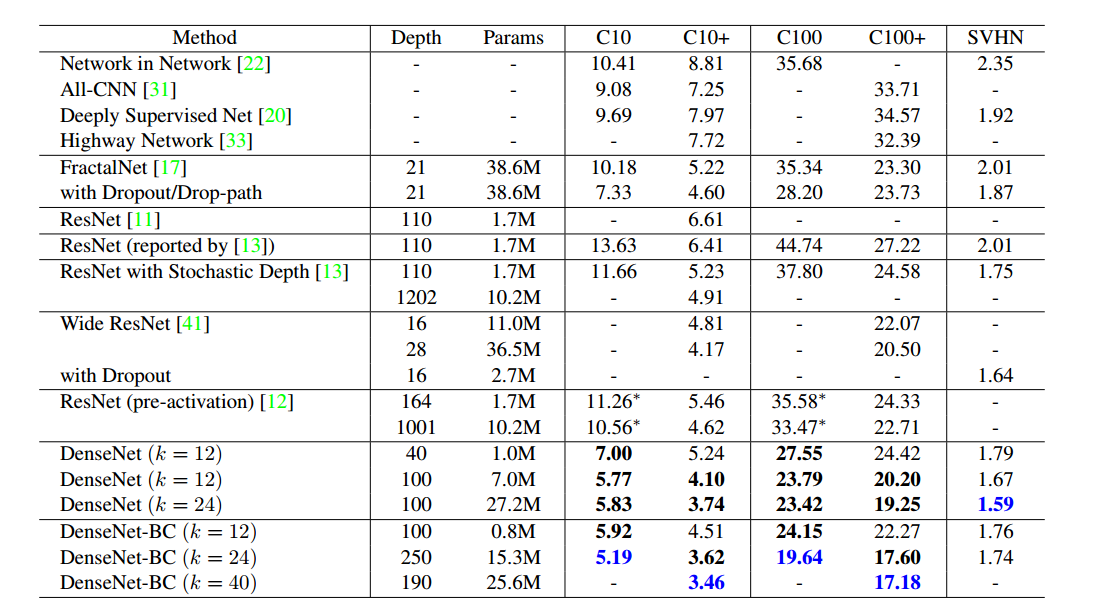 Method Depth Params C10 C10+ C100 C100+ SVHN
Network in Network [22] - - 10.41 8.81 35.68 - 2.35
All-CNN [31] - - 9.08 7.25 - 33.71 -
Deeply Supervised Net [20] - - 9.69 7.97 - 34.57 1.92
Highway Network [33] - - - 7.72 - 32.39 -
FractalNet [17] 21 38.6M 10.18 5.22 35.34 23.30 2.01
with Dropout/Drop-path 21 38.6M 7.33 4.60 28.20 23.73 1.87
ResNet [11] 110 1.7M - 6.61 - - -
ResNet (reported by [13]) 110 1.7M 13.63 6.41 44.74 27.22 2.01
ResNet with Stochastic Depth [13] 110 1.7M 11.66 5.23 37.80 24.58 1.75
1202 10.2M - 4.91 - - -
Wide ResNet [41] 16 11.0M - 4.81 - 22.07 -
28 36.5M - 4.17 - 20.50 -
with Dropout 16 2.7M - - - - 1.64
ResNet (pre-activation) [12] 164 1.7M 11.26* 5.46 35.58* 24.33 -
1001 10.2M 10.56* 4.62 33.47* 22.71 -
DenseNet (k = 12) 40 1.0M 7.00 5.24 27.55 24.42 1.79
DenseNet (k = 12) 100 7.0M 5.77 4.10 23.79 20.20 1.67
DenseNet (k = 24) 100 27.2M 5.83 3.74 23.42 19.25 1.59
DenseNet-BC (k = 12) 100 0.8M 5.92 4.51 24.15 22.27 1.76
DenseNet-BC (k = 24) 250 15.3M 5.19 3.62 19.64 17.60 1.74
DenseNet-BC (k = 40) 190 25.6M - 3.46 - 17.18 -